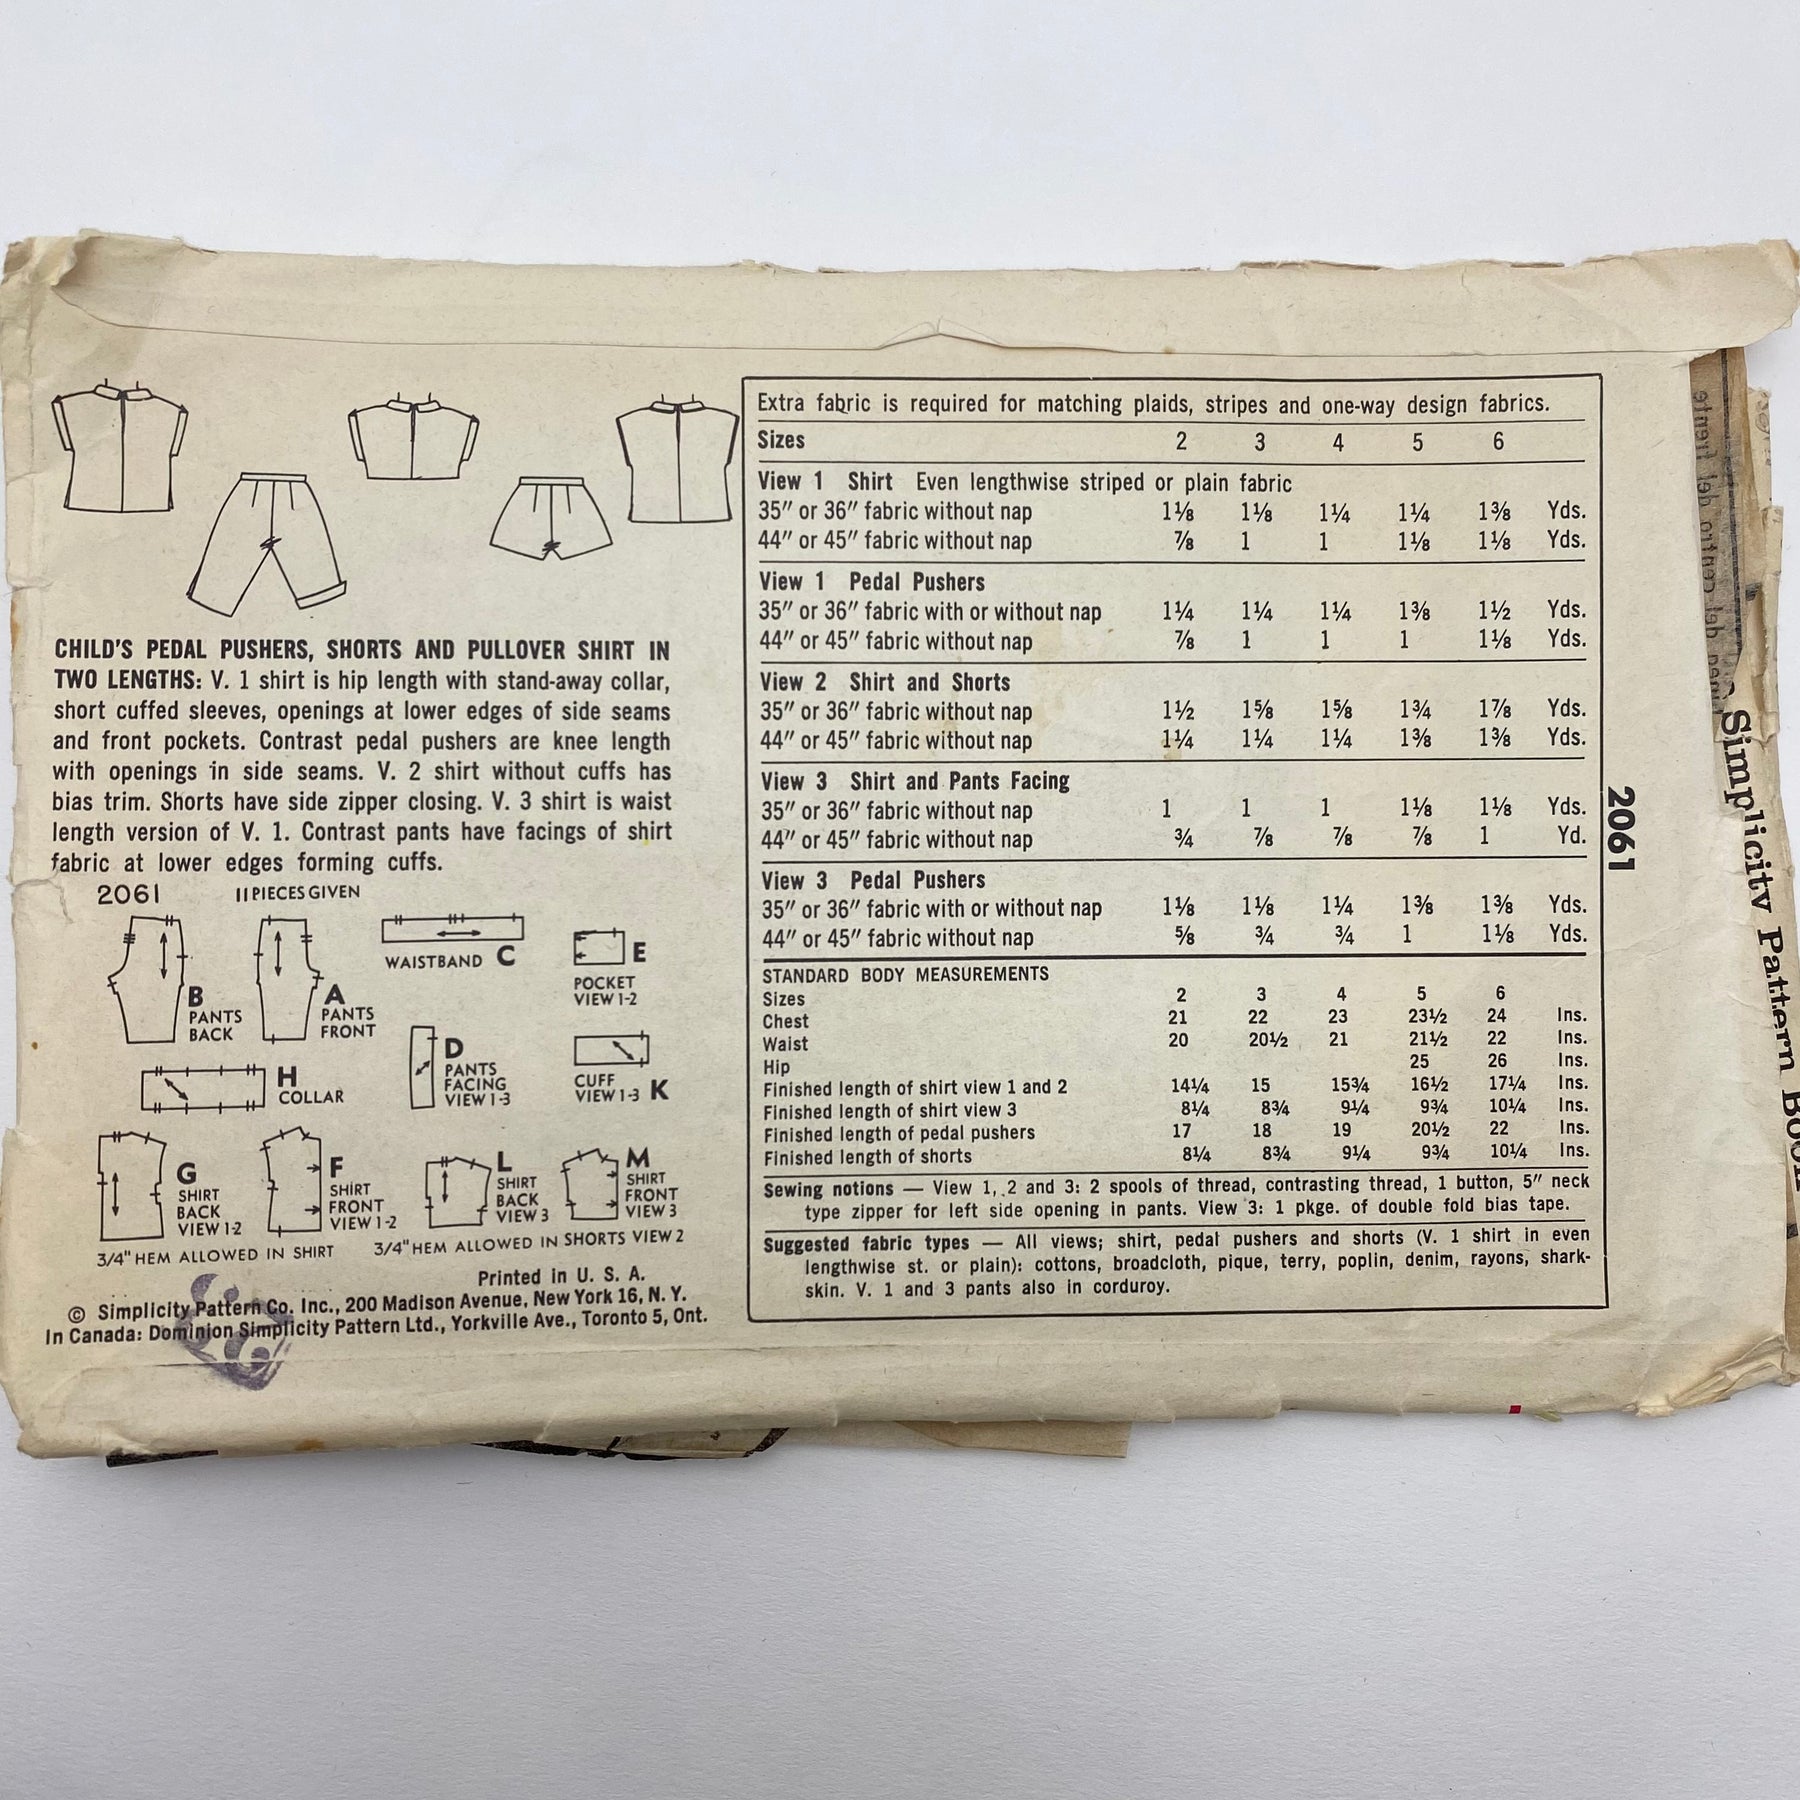 CHILD'S PEDAL PUSHERS, SHORTS AND PULLOVER SHIRT IN
TWO LENGTHS: V. 1 shirt is hip length with stand-away collar,
short cuffed sleeves, openings at lower edges of side seams
and front pockets. Contrast pedal pushers are knee length
with openings in side seams. V. 2 shirt without cuffs has
bias trim. Shorts have side zipper closing. V. 3 shirt is waist
length version of V. 1. Contrast pants have facings of shirt
fabric at lower edges forming cuffs.
2061 11 PIECES GIVEN
B
PANTS
BACK
A
PANTS
FRONT
WAISTBAND C
E
POCKET
VIEW 1-2
H
COLLAR
D
PANTS
FACING
VIEW 1-3
CUFF
VIEW 1-3 K
G
SHIRT
BACK
VIEW 1-2
F
SHIRT
FRONT
VIEW 1-2
L
SHIRT
BACK
VIEW 3
M
SHIRT
FRONT
VIEW 3
3/4" HEM ALLOWED IN SHIRT 3/4" HEM ALLOWED IN SHORTS VIEW 2
Printed in U. S. A.
© Simplicity Pattern Co. Inc., 200 Madison Avenue, New York 16, N. Y.
In Canada: Dominion Simplicity Pattern Ltd., Yorkville Ave., Toronto 5, Ont.
Extra fabric is required for matching plaids, stripes and one-way design fabrics.
Sizes 2 3 4 5 6
View 1 Shirt Even lengthwise striped or plain fabric
35" or 36" fabric without nap 1⅛ 1⅛ 1¼ 1¼ 1⅜ Yds.
44" or 45" fabric without nap ⅞ 1 1 1⅛ 1⅛ Yds.
View 1 Pedal Pushers
35" or 36" fabric with or without nap 1¼ 1¼ 1¼ 1⅜ 1½ Yds.
44" or 45" fabric without nap ⅞ 1 1 1 1⅛ Yds.
View 2 Shirt and Shorts
35" or 36" fabric without nap 1½ 1⅝ 1⅝ 1¾ 1⅞ Yds.
44" or 45" fabric without nap 1¼ 1¼ 1¼ 1⅜ 1⅜ Yds.
View 3 Shirt and Pants Facing
35" or 36" fabric without nap 1 1 1 1⅛ 1⅛ Yds.
44" or 45" fabric without nap ¾ ⅞ ⅞ ⅞ 1 Yd.
View 3 Pedal Pushers
35" or 36" fabric with or without nap 1⅛ 1⅛ 1¼ 1⅜ 1⅜ Yds.
44" or 45" fabric without nap ⅝ ¾ ¾ 1 1⅛ Yds.
STANDARD BODY MEASUREMENTS
Sizes 2 3 4 5 6
Chest 21 22 23 23½ 24 Ins.
Waist 20 20½ 21 21½ 22 Ins.
Hip 25 26 Ins.
Finished length of shirt view 1 and 2 14¼ 15 15¾ 16½ 17¼ Ins.
Finished length of shirt view 3 8¼ 8¾ 9¼ 9¾ 10¼ Ins.
Finished length of pedal pushers 17 18 19 20½ 22 Ins.
Finished length of shorts 8¼ 8¾ 9¼ 9¾ 10¼ Ins.
Sewing notions — View 1, 2 and 3: 2 spools of thread, contrasting thread, 1 button, 5" neck
type zipper for left side opening in pants. View 3: 1 pkge. of double fold bias tape.
Suggested fabric types — All views; shirt, pedal pushers and shorts (V. 1 shirt in even
lengthwise st. or plain): cottons, broadcloth, pique, terry, poplin, denim, rayons, shark-
skin. V. 1 and 3 pants also in corduroy.
2061
Simplicity Pattern Book